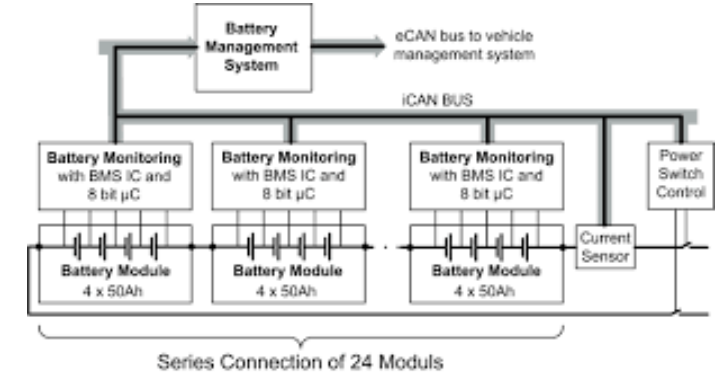 Battery
Management
System
eCAN bus to vehicle
management system
iCAN BUS
Battery Monitoring
with BMS IC and
8 bit µC
Battery Monitoring
with BMS IC and
8 bit µC
Battery Monitoring
with BMS IC and
8 bit µC
Power
Switch
Control
Battery Module
4 x 50Ah
Battery Module
4 x 50Ah
Battery Module
4 x 50Ah
Current
Sensor
Series Connection of 24 Moduls